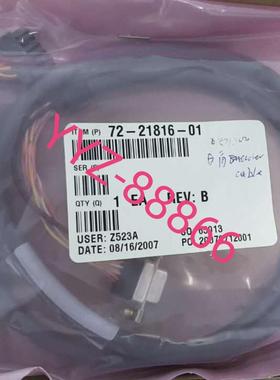 ITEM (P) 72-21816-01
SER
QTY (Q) 1 EA REV: B
USER: Z523A
DATE: 08/16/2007
YYZ-88866
cable